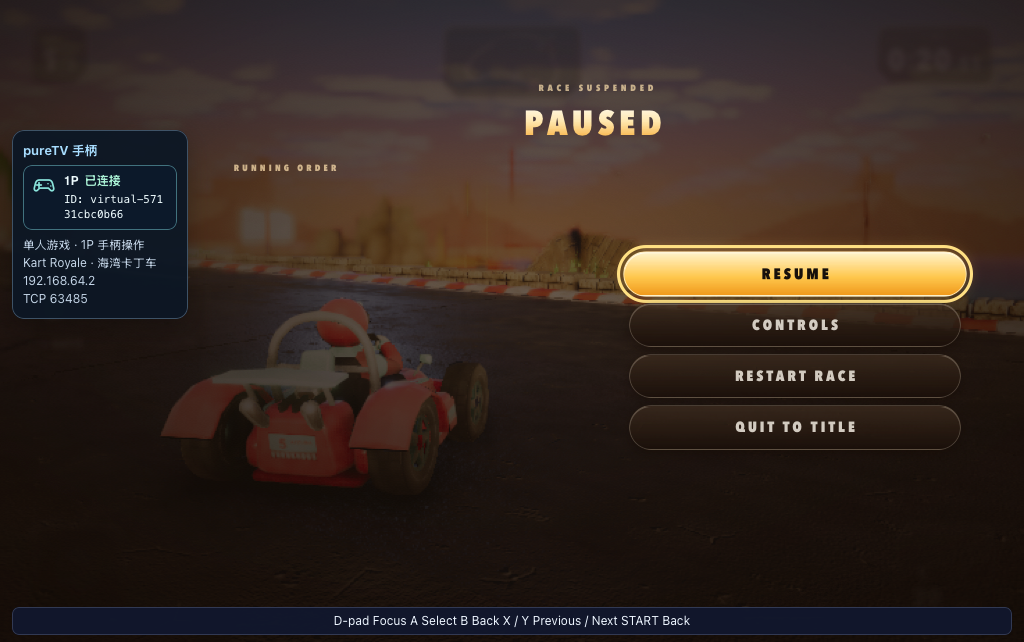 RACE SUSPENDED
PAUSED
pureTV 手柄
1P 已连接
ID: virtual-571
31cbc0b66
单人游戏 · 1P 手柄操作
Kart Royale · 海湾卡丁车
192.168.64.2
TCP 63485
RUNNING ORDER
RESUME
CONTROLS
RESTART RACE
QUIT TO TITLE
D-pad Focus A Select B Back X / Y Previous / Next START Back